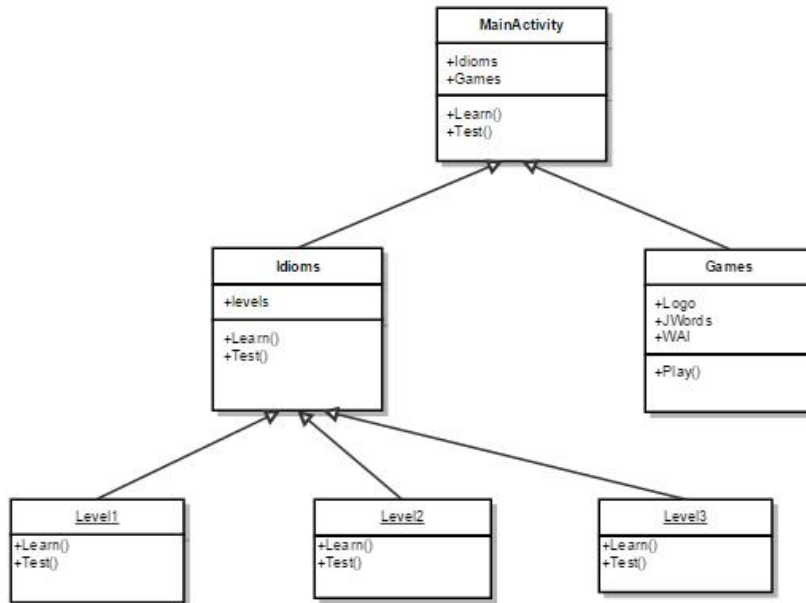 MainActivity
+Idioms
+Games
+Learn()
+Test()
Idioms
+levels
+Learn()
+Test()
Games
+Logo
+JWords
+WAI
+Play()
Level1
+Learn()
+Test()
Level2
+Learn()
+Test()
Level3
+Learn()
+Test()